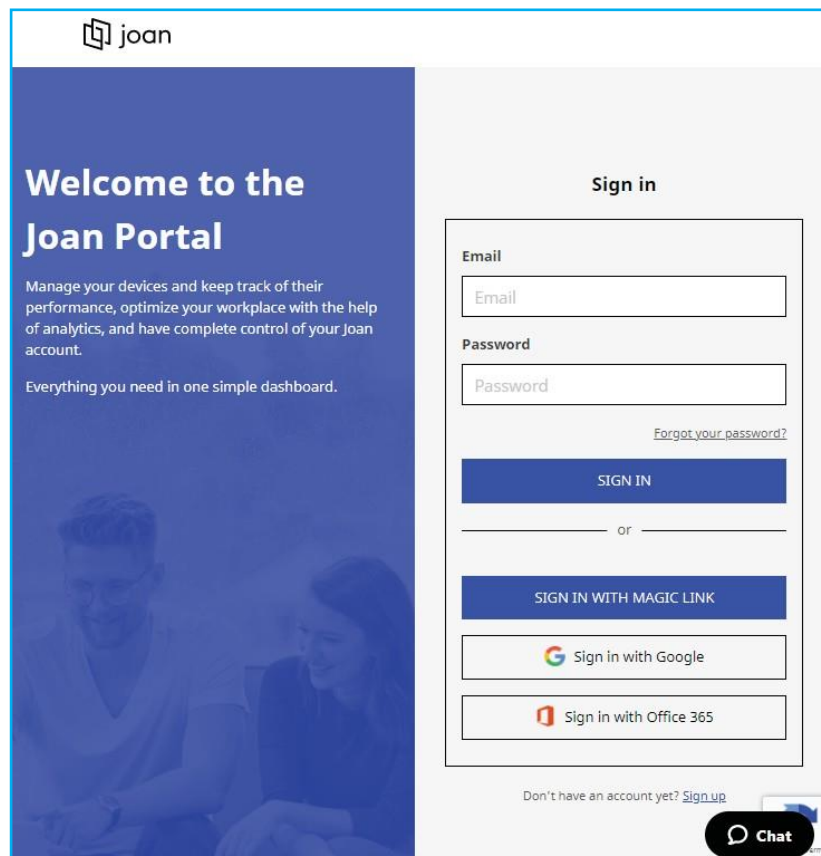 joan
Welcome to the
Joan Portal
Manage your devices and keep track of their
performance, optimize your workplace with the help
of analytics, and have complete control of your Joan
account.
Everything you need in one simple dashboard.
Sign in
Email
Email
Password
Password
Forgot your password?
SIGN IN
or
SIGN IN WITH MAGIC LINK
Sign in with Google
Sign in with Office 365
Don't have an account yet? Sign up
Chat